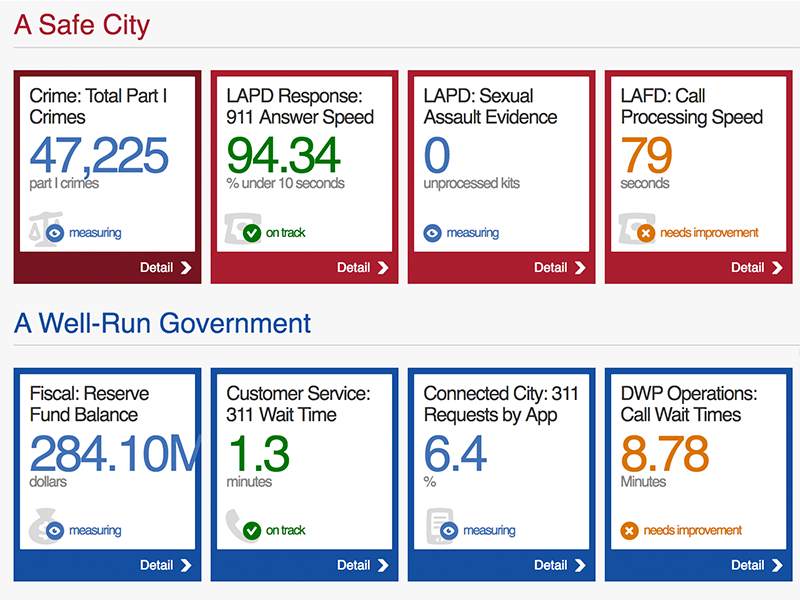 A Safe City
Crime: Total Part I
Crimes
47,225
part I crimes
measuring
Detail
LAPD Response:
911 Answer Speed
94.34
% under 10 seconds
on track
Detail
LAPD: Sexual
Assault Evidence
0
unprocessed kits
measuring
Detail
LAFD: Call
Processing Speed
79
seconds
needs improvement
Detail
A Well-Run Government
Fiscal: Reserve
Fund Balance
284.10M
dollars
measuring
Detail
Customer Service:
311 Wait Time
1.3
minutes
on track
Detail
Connected City: 311
Requests by App
6.4
%
measuring
Detail
DWP Operations:
Call Wait Times
8.78
Minutes
needs improvement
Detail